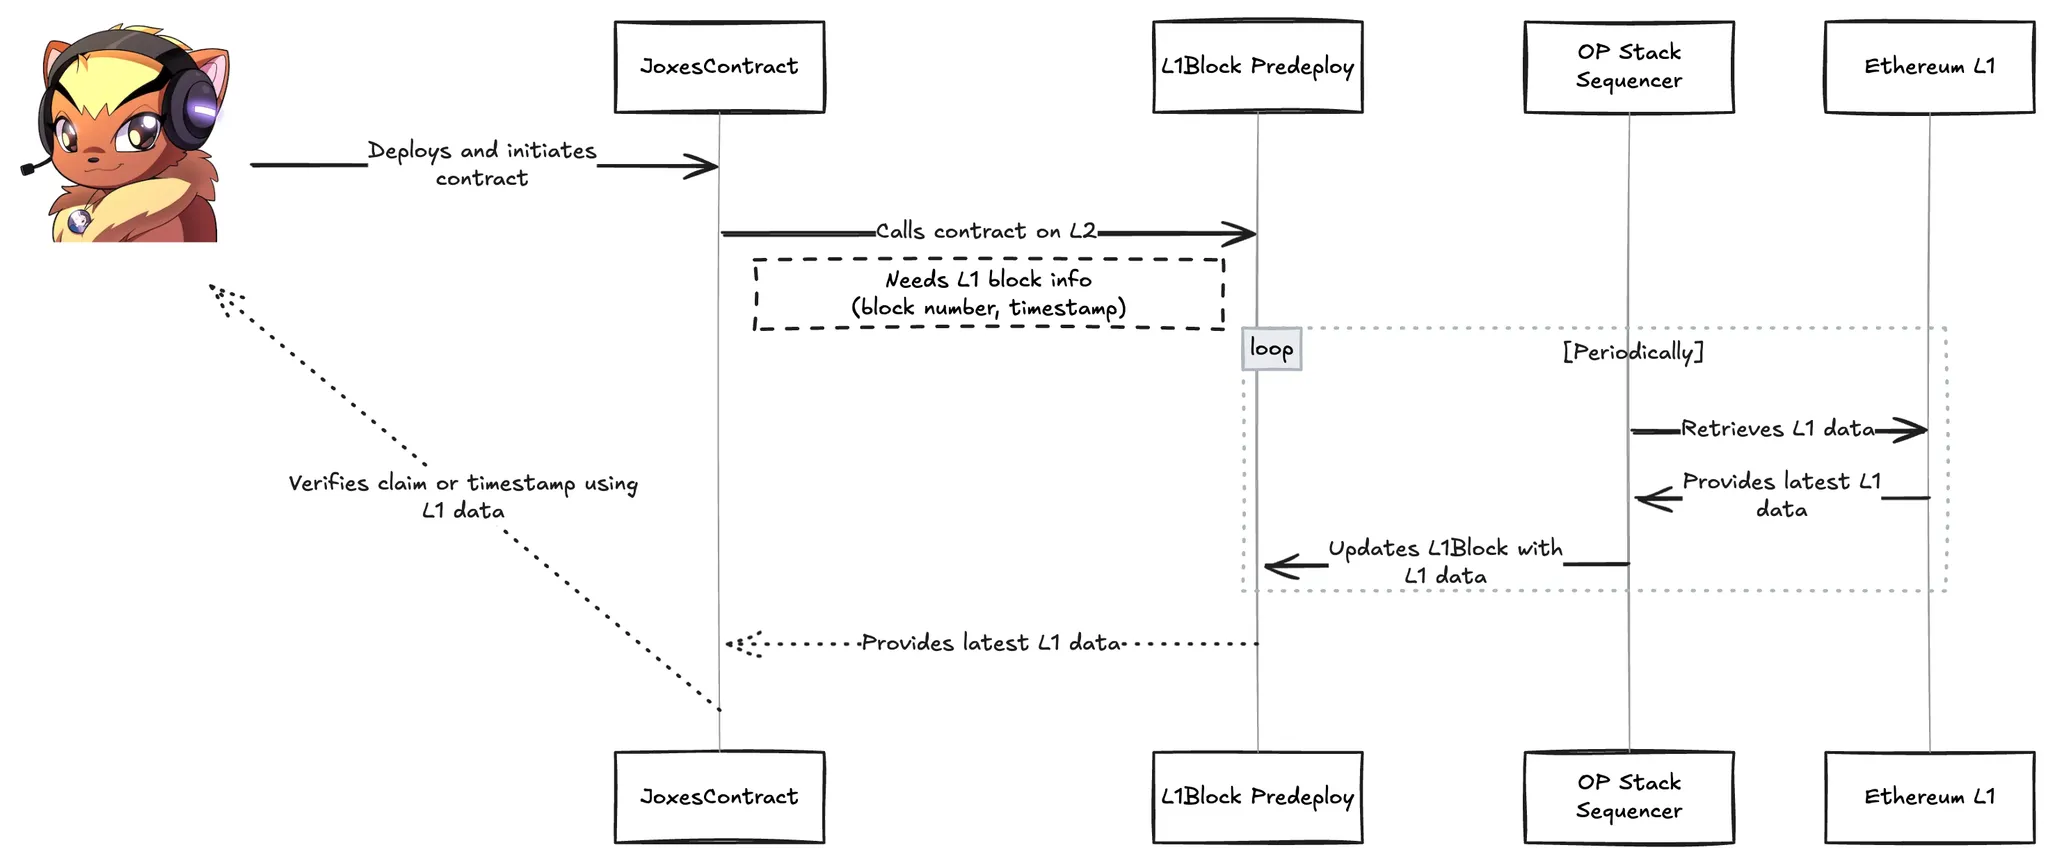 JoxesContract
L1Block Predeploy
OP Stack
Sequencer
Ethereum L1
Deploys and initiates
contract
Calls contract on L2
Needs L1 block info
(block number, timestamp)
loop
[Periodically]
Retrieves L1 data
Provides latest L1
data
Verifies claim or timestamp using
L1 data
Updates L1Block with
L1 data
Provides latest L1 data
JoxesContract
L1Block Predeploy
OP Stack
Sequencer
Ethereum L1